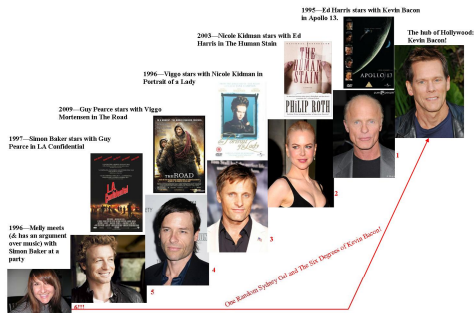 1995—Ed Harris stars with Kevin Bacon
in Apollo 13.
The hub of Hollywood:
Kevin Bacon!
2003—Nicole Kidman stars with Ed
Harris in The Human Stain
1996—Viggo stars with Nicole Kidman in
Portrait of a Lady
2009—Guy Pearce stars with Viggo
Mortensen in The Road
1997—Simon Baker stars with Guy
Pearce in LA Confidential
1996—Melly meets
(& has an argument
over music) with
Simon Baker at a
party
THE
HUMAN
STAIN
PHILIP ROTH
APOLLO 13
THE ROAD
L.A.
Confidential
1
2
3
4
5
6!!!
One Random Sydney Gal and The Six Degrees of Kevin Bacon!